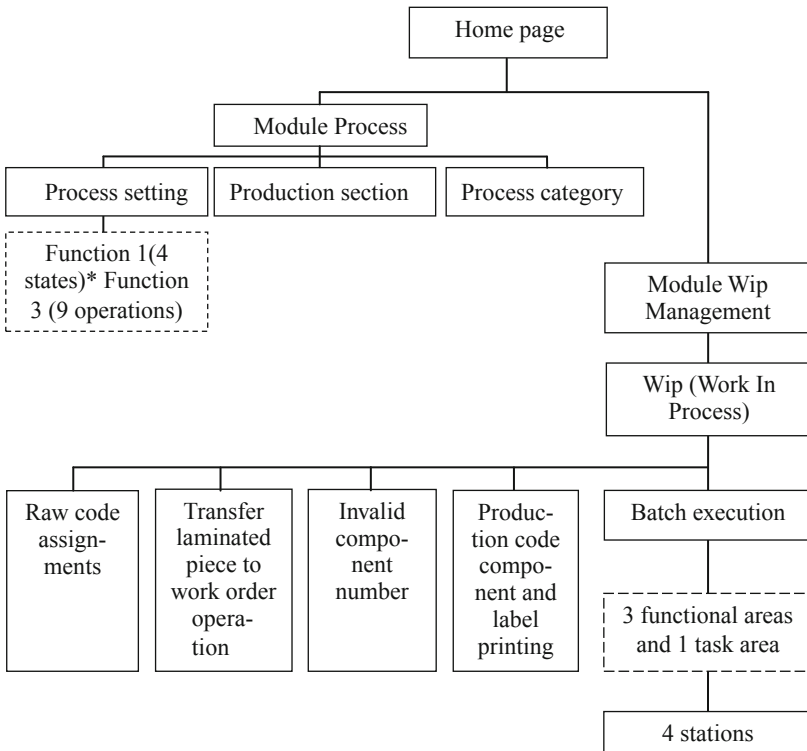 Home page
Module Process
Process setting
Production section
Process category
Function 1(4
states)* Function
3 (9 operations)
Module Wip
Management
Wip (Work In
Process)
Raw code
assign-
ments
Transfer
laminated
piece to
work order
opera-
tion
Invalid
compo-
nent
number
Produc-
tion code
compo-
nent and
label
printing
Batch execution
3 functional areas
and 1 task area
4 stations